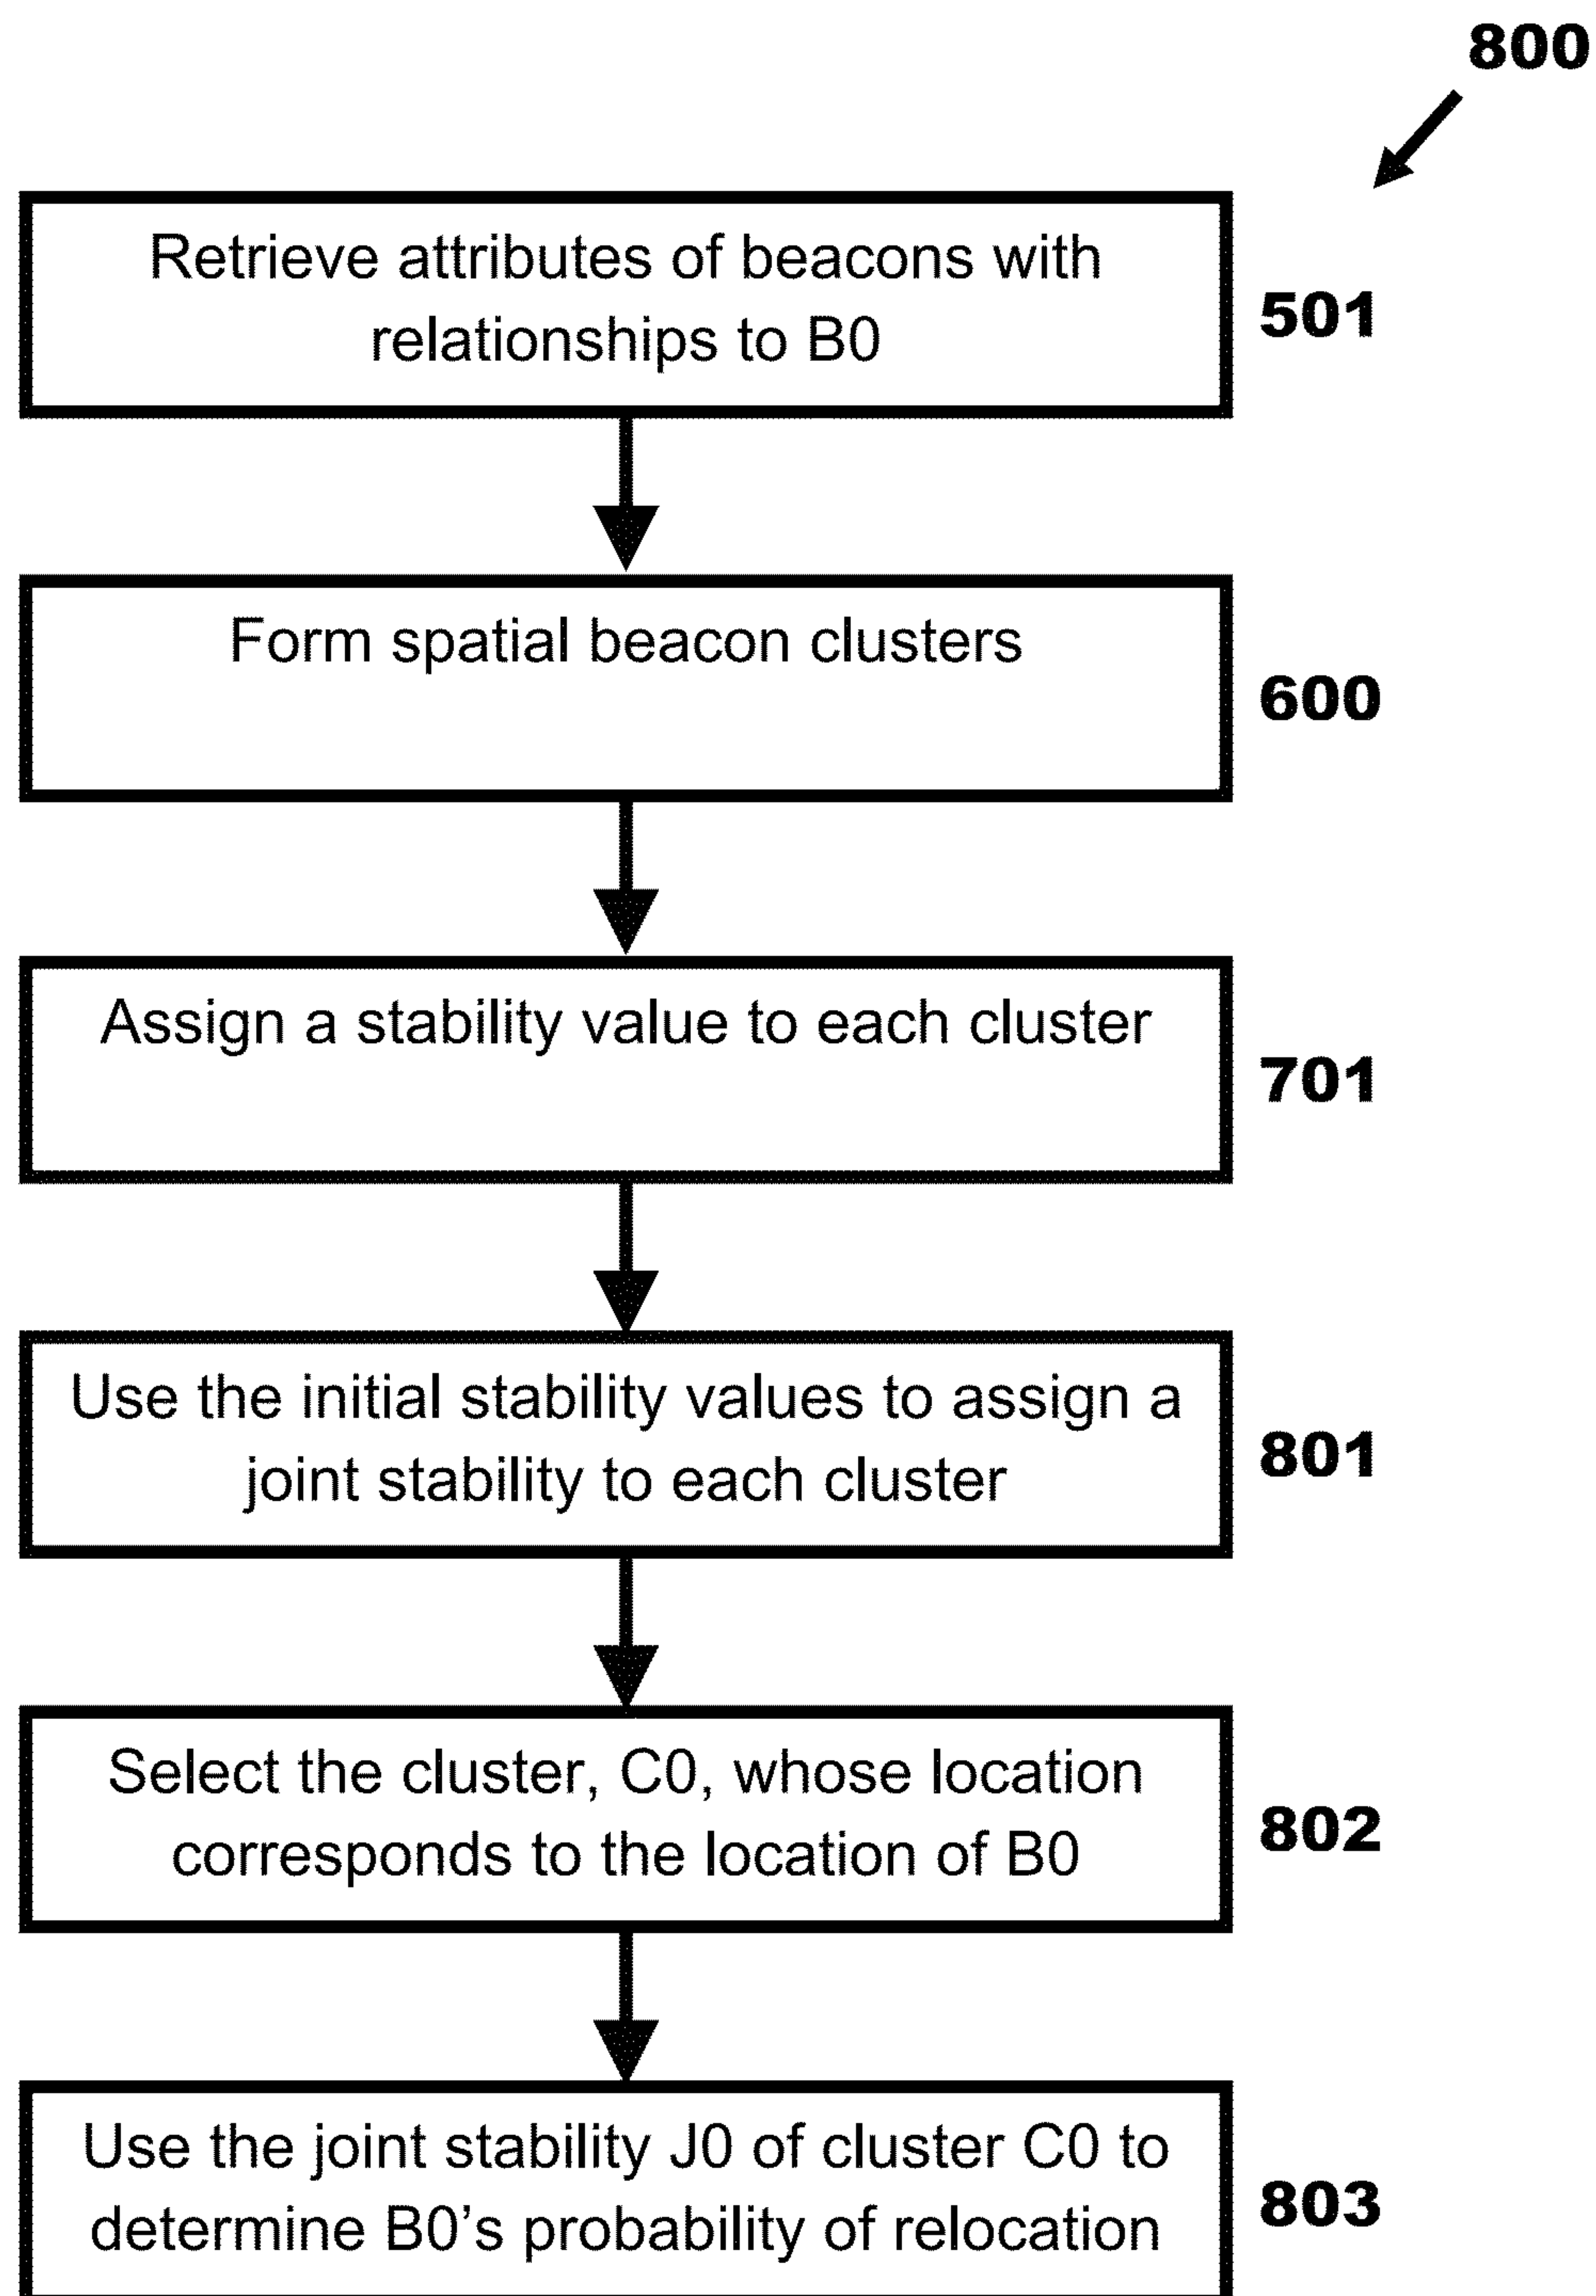 800
Retrieve attributes of beacons with
relationships to B0
501
Form spatial beacon clusters
600
Assign a stability value to each cluster
701
Use the initial stability values to assign a
joint stability to each cluster
801
Select the cluster, C0, whose location
corresponds to the location of B0
802
Use the joint stability J0 of cluster C0 to
determine B0’s probability of relocation
803